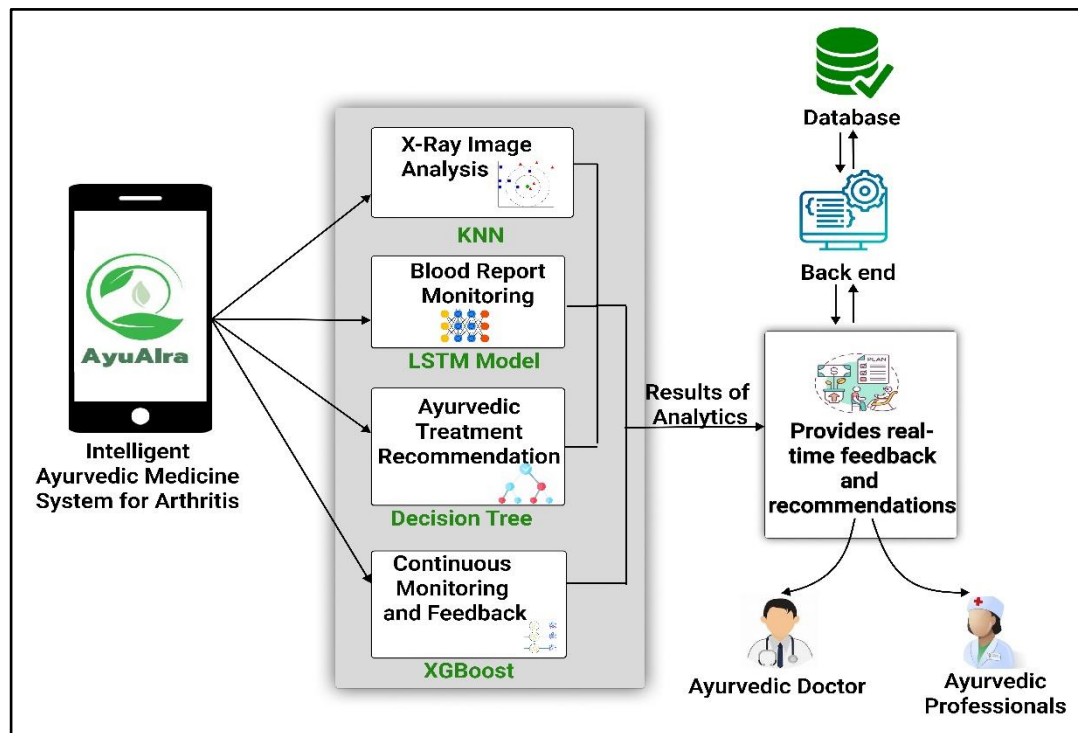 AyuAIra
Intelligent
Ayurvedic Medicine
System for Arthritis
X-Ray Image
Analysis
KNN
Blood Report
Monitoring
LSTM Model
Ayurvedic
Treatment
Recommendation
Decision Tree
Continuous
Monitoring
and Feedback
XGBoost
Results of
Analytics
Database
Back end
PLAN
Provides real-
time feedback
and
recommendations
Ayurvedic Doctor
Ayurvedic
Professionals